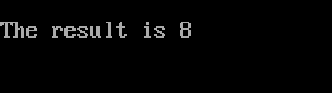 The result is 8